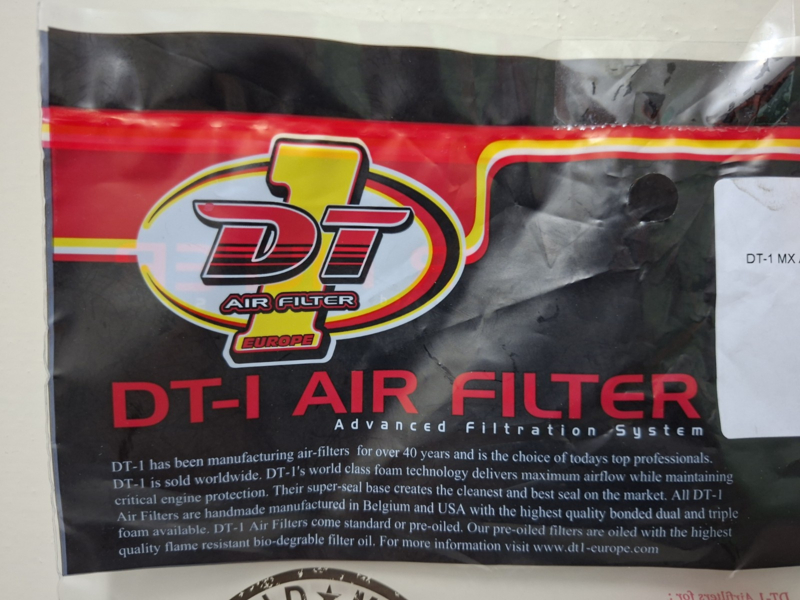 1
DT
AIR FILTER
EUROPE
DT-1 MX
DT-1 AIR FILTER
Advanced Filtration System
DT-1 has been manufacturing air-filters for over 40 years and is the choice of todays top professionals.
DT-1 is sold worldwide. DT-1's world class foam technology delivers maximum airflow while maintaining
critical engine protection. Their super-seal base creates the cleanest and best seal on the market. All DT-1
Air Filters are handmade manufactured in Belgium and USA with the highest quality bonded dual and triple
foam available. DT-1 Air Filters come standard or pre-oiled. Our pre-oiled filters are oiled with the highest
quality flame resistant bio-degrable filter oil. For more information visit www.dt1-europe.com
DT-1 Airfilters for :